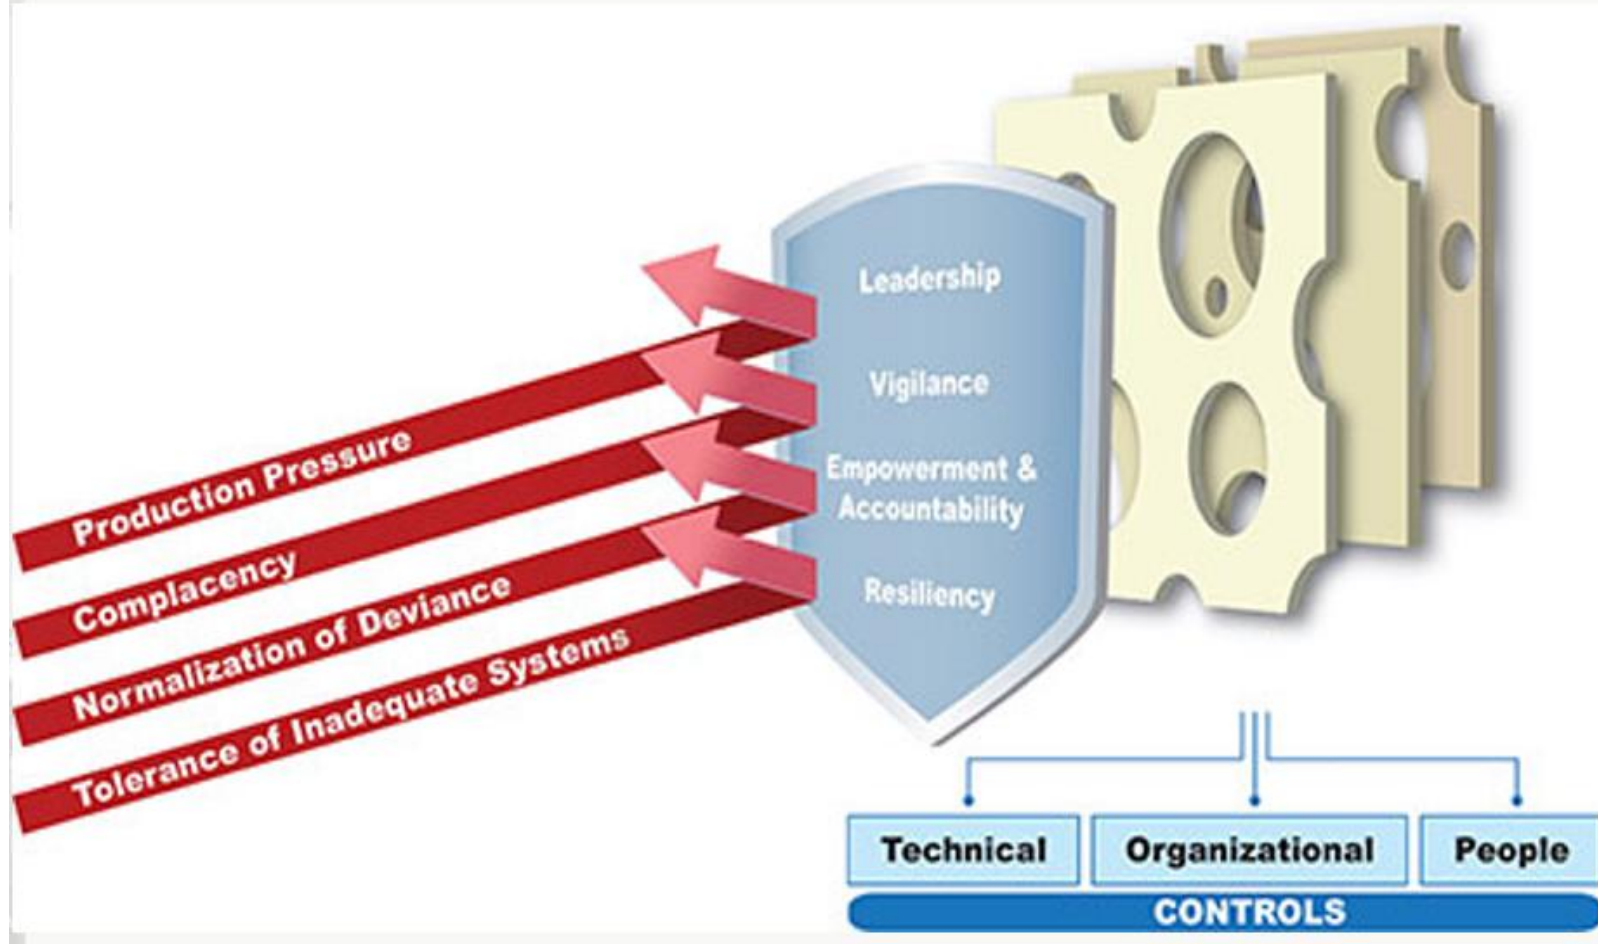 Production Pressure
Complacency
Normalization of Deviance
Tolerance of Inadequate Systems
Leadership
Vigilance
Empowerment &
Accountability
Resiliency
Technical
Organizational
People
CONTROLS